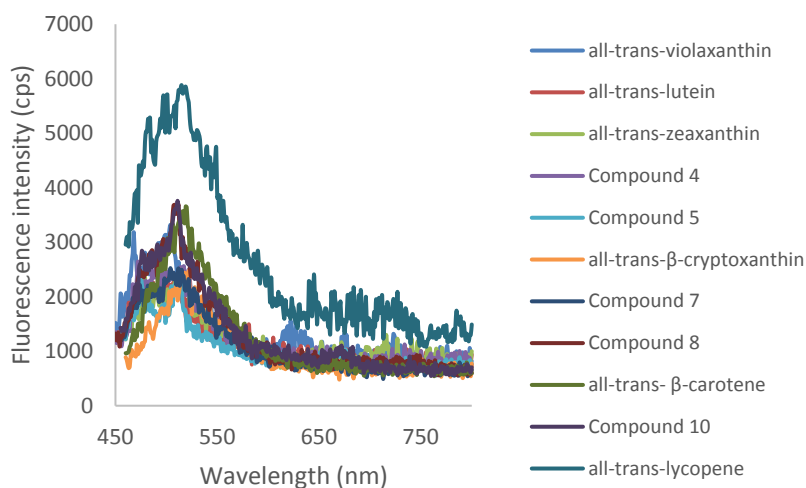 7000
6000
5000
4000
3000
2000
1000
0
Fluorescence intensity (cps)
450
550
650
750
Wavelength (nm)
all-trans-violaxanthin
all-trans-lutein
all-trans-zeaxanthin
Compound 4
Compound 5
all-trans-β-cryptoxanthin
Compound 7
Compound 8
all-trans- β-carotene
Compound 10
all-trans-lycopene